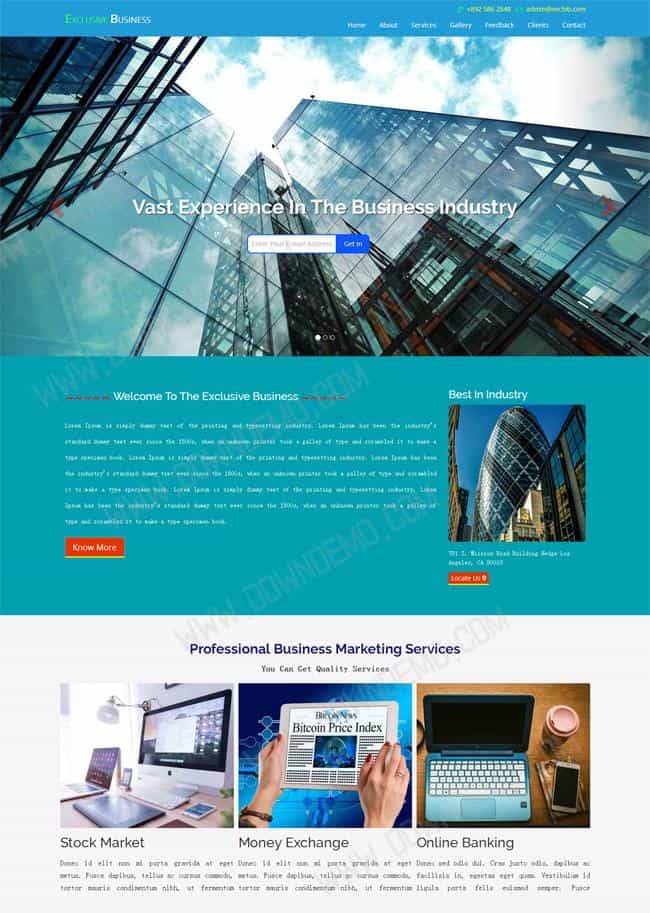 Exclusive Business
+892 586 2548 admin@weclub.com
Home About Services Gallery Feedback Clients Contact
Vast Experience In The Business Industry
Enter Your E-mail Address Get In
Welcome To The Exclusive Business
Lorem Ipsum is simply dummy text of the printing and typesetting industry. Lorem Ipsum has been the industry's
standard dummy text ever since the 1500s, when an unknown printer took a galley of type and scrambled it to make a
type specimen book. Lorem Ipsum is simply dummy text of the printing and typesetting industry. Lorem Ipsum has been
the industry's standard dummy text ever since the 1500s, when an unknown printer took a galley of type and scrambled
it to make a type specimen book. Lorem Ipsum is simply dummy text of the printing and typesetting industry. Lorem
Ipsum has been the industry's standard dummy text ever since the 1500s, when an unknown printer took a galley of
type and scrambled it to make a type specimen book.
Know More
Best In Industry
Mission Road Building Hedge Los
Angeles, CA
Locate Us
Professional Business Marketing Services
You Can Get Quality Services
Bitcoin News
Bitcoin Price Index
Stock Market
Donec id elit non mi porta gravida at eget
metus. Fusce dapibus, tellus ac cursus commodo,
tortor mauris condimentum nibh, ut fermentum
Money Exchange
Donec id elit non mi porta gravida at eget
metus. Fusce dapibus, tellus ac cursus commodo,
tortor mauris condimentum nibh, ut fermentum
Online Banking
Donec sed odio dui. Cras justo odio, dapibus ac
facilisis in, egestas eget quam. Vestibulum id
ligula porta felis euismod semper. Fusce
WWW.DOWNDEMO.COM
WWW.DOWNDEMO.COM
WWW.DOWNDEMO.COM